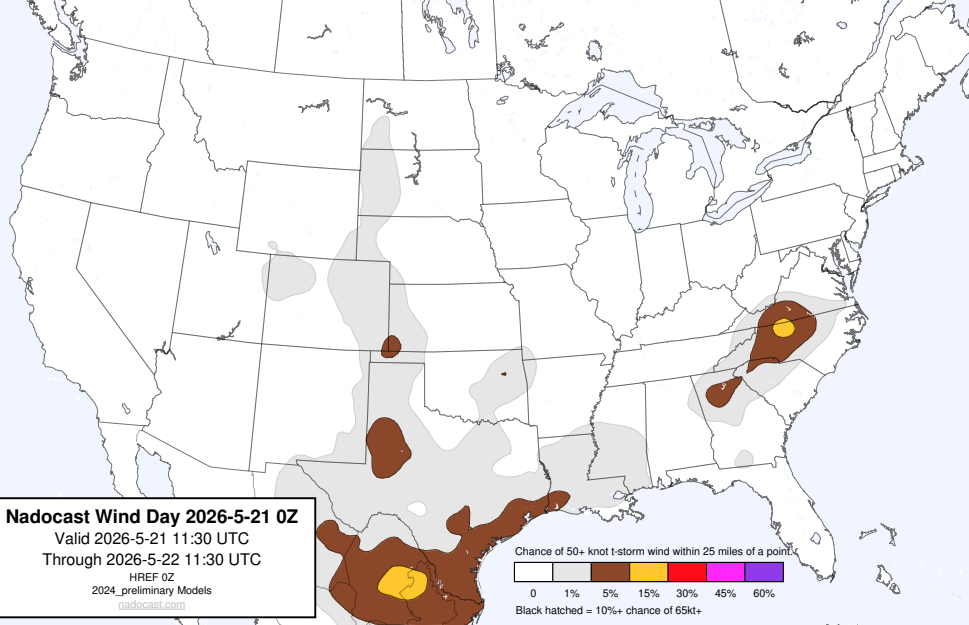 Nadocast Wind Day 2026-5-21 0Z
Valid 2026-5-21 11:30 UTC
Through 2026-5-22 11:30 UTC
HREF 0Z
2024_preliminary Models
nadocast.com
Chance of 50+ knot t-storm wind within 25 miles of a point.
0 1% 5% 15% 30% 45% 60%
Black hatched = 10%+ chance of 65kt+